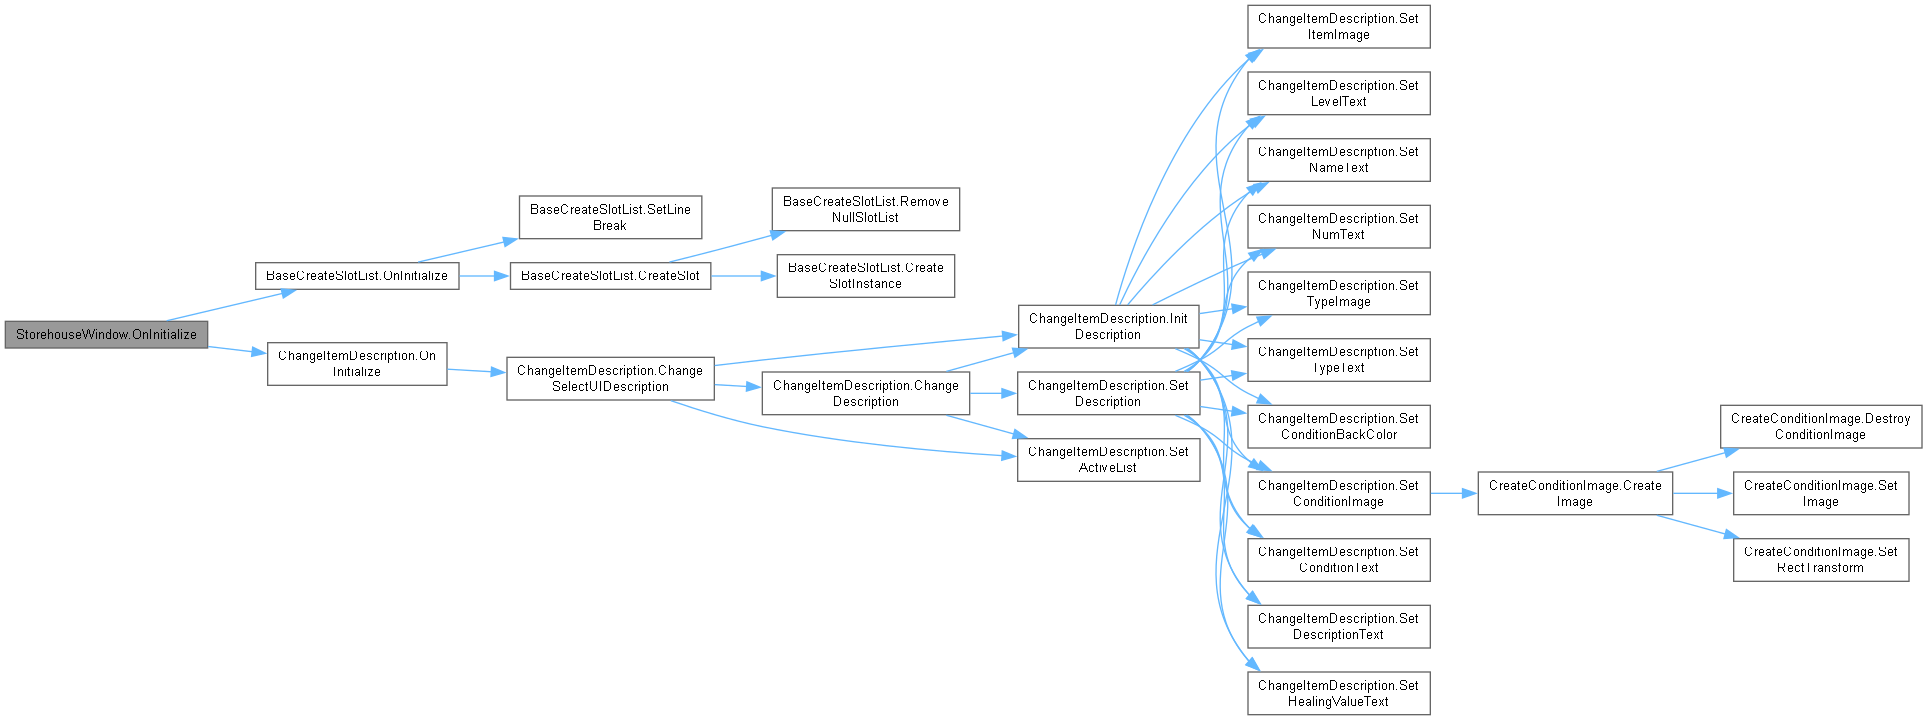 StorehouseWindow.OnInitialize
BaseCreateSlotList.OnInitialize
ChangeItemDescription.On
Initialize
BaseCreateSlotList.SetLine
Break
BaseCreateSlotList.CreateSlot
ChangeItemDescription.Change
SelectUIDescription
BaseCreateSlotList.Remove
NullSlotList
BaseCreateSlotList.Create
SlotInstance
ChangeItemDescription.Change
Description
ChangeItemDescription.Init
Description
ChangeItemDescription.Set
Description
ChangeItemDescription.Set
ActiveList
ChangeItemDescription.Set
ItemImage
ChangeItemDescription.Set
LevelText
ChangeItemDescription.Set
NameText
ChangeItemDescription.Set
NumText
ChangeItemDescription.Set
TypeImage
ChangeItemDescription.Set
TypeText
ChangeItemDescription.Set
ConditionBackColor
ChangeItemDescription.Set
ConditionImage
ChangeItemDescription.Set
ConditionText
ChangeItemDescription.Set
DescriptionText
ChangeItemDescription.Set
HealingValueText
CreateConditionImage.Create
Image
CreateConditionImage.Destroy
ConditionImage
CreateConditionImage.Set
Image
CreateConditionImage.Set
RectTransform